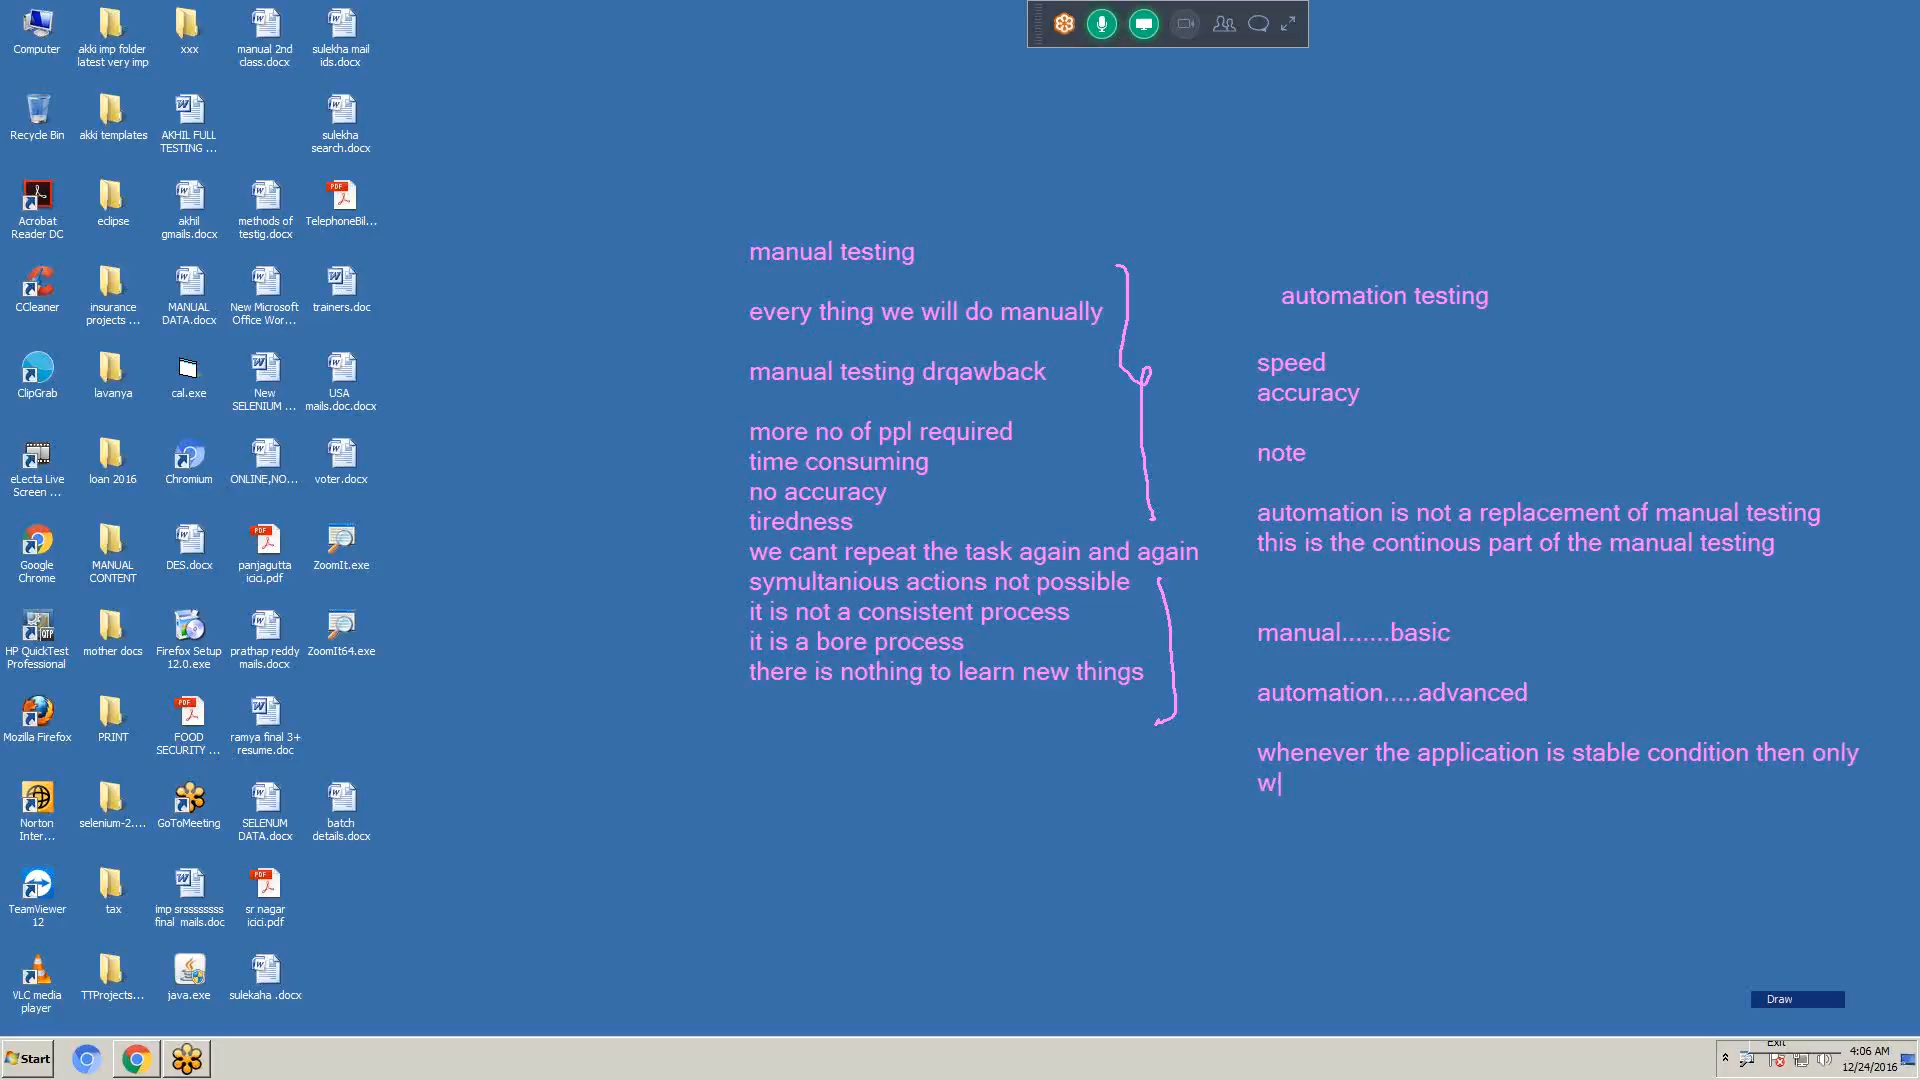 Computer
akki imp folder
latest very imp
xxx
manual 2nd
class.docx
sulekha mail
ids.docx
Recycle Bin
akki templates
AKHIL FULL
TESTING ...
sulekha
search.docx
Acrobat
Reader DC
eclipse
akhil
gmails.docx
methods of
testig.docx
TelephoneBil...
CCleaner
insurance
projects ...
MANUAL
DATA.docx
New Microsoft
Office Wor...
trainers.doc
ClipGrab
lavanya
cal.exe
New
SELENIUM ...
USA
mails.doc.docx
eLecta Live
Screen ...
loan 2016
Chromium
ONLINE,NO...
voter.docx
Google
Chrome
MANUAL
CONTENT
DES.docx
panjagutta
icici.pdf
ZoomIt.exe
HP QuickTest
Professional
mother docs
Firefox Setup
12.0.exe
prathap reddy
mails.docx
ZoomIt64.exe
Mozilla Firefox
PRINT
FOOD
SECURITY ...
ramya final 3+
resume.doc
Norton
Inter...
selenium-2....
GoToMeeting
SELENUM
DATA.docx
batch
details.docx
TeamViewer
12
tax
imp srssssssss
final mails.doc
sr nagar
icici.pdf
VLC media
player
TTProjects...
java.exe
sulekaha .docx
manual testing
every thing we will do manually
manual testing drqawback
more no of ppl required
time consuming
no accuracy
tiredness
we cant repeat the task again and again
symultanious actions not possible
it is not a consistent process
it is a bore process
there is nothing to learn new things
automation testing
speed
accuracy
note
automation is not a replacement of manual testing
this is the continous part of the manual testing
manual.......basic
automation.....advanced
whenever the application is stable condition then only
w
Draw
Exit
Start
4:06 AM
12/24/2016